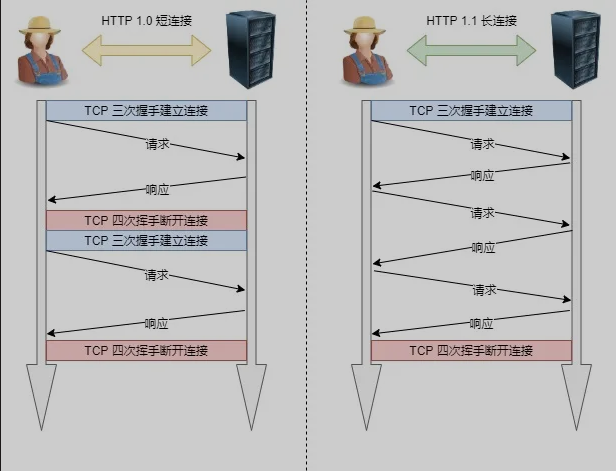 HTTP 1.0 短连接
TCP 三次握手建立连接
请求
响应
TCP 四次挥手断开连接
TCP 三次握手建立连接
请求
响应
TCP 四次挥手断开连接
HTTP 1.1 长连接
TCP 三次握手建立连接
请求
响应
请求
响应
请求
响应
TCP 四次挥手断开连接